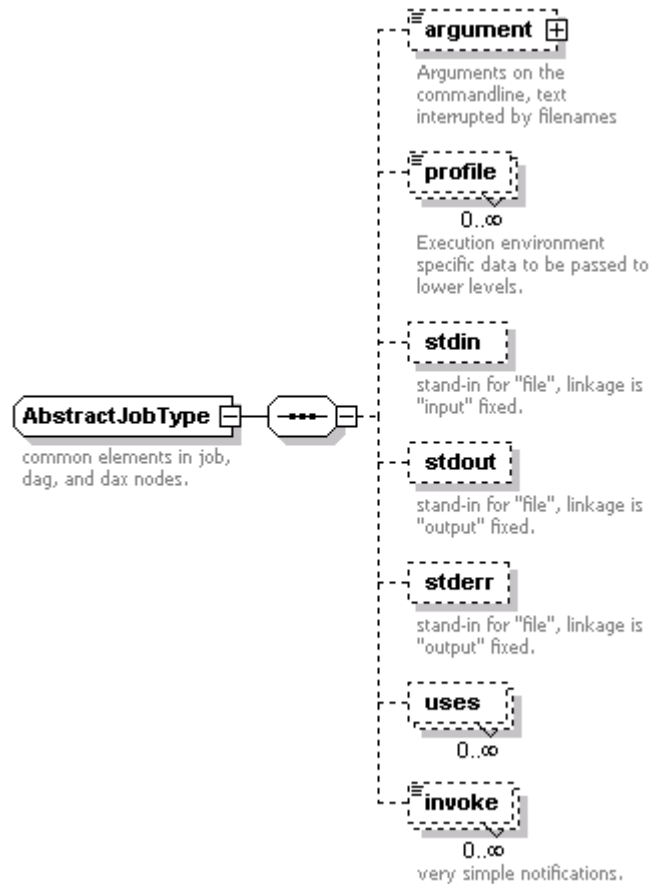 argument
Arguments on the
commandline, text
interrupted by filenames
profile
0..∞
Execution environment
specific data to be passed to
lower levels.
stdin
stand-in for "file", linkage is
"input" fixed.
AbstractJobType
common elements in job,
dag, and dax nodes.
stdout
stand-in for "file", linkage is
"output" fixed.
stderr
stand-in for "file", linkage is
"output" fixed.
uses
0..∞
invoke
0..∞
very simple notifications.